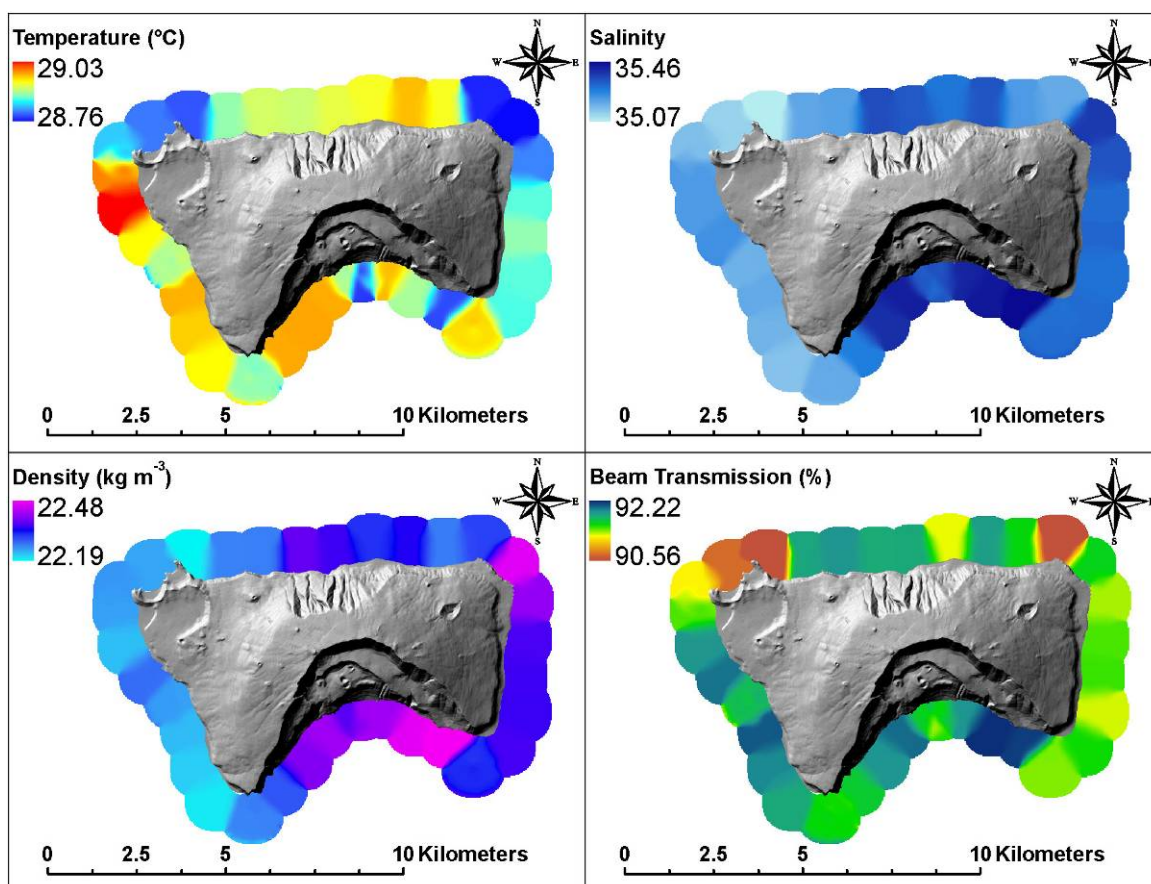 Temperature (°C)
29.03
28.76
N
W E
S
0 2.5 5 10 Kilometers
Salinity
35.46
35.07
N
W E
S
0 2.5 5 10 Kilometers
Density (kg m⁻³)
22.48
22.19
N
W E
S
0 2.5 5 10 Kilometers
Beam Transmission (%)
92.22
90.56
N
W E
S
0 2.5 5 10 Kilometers